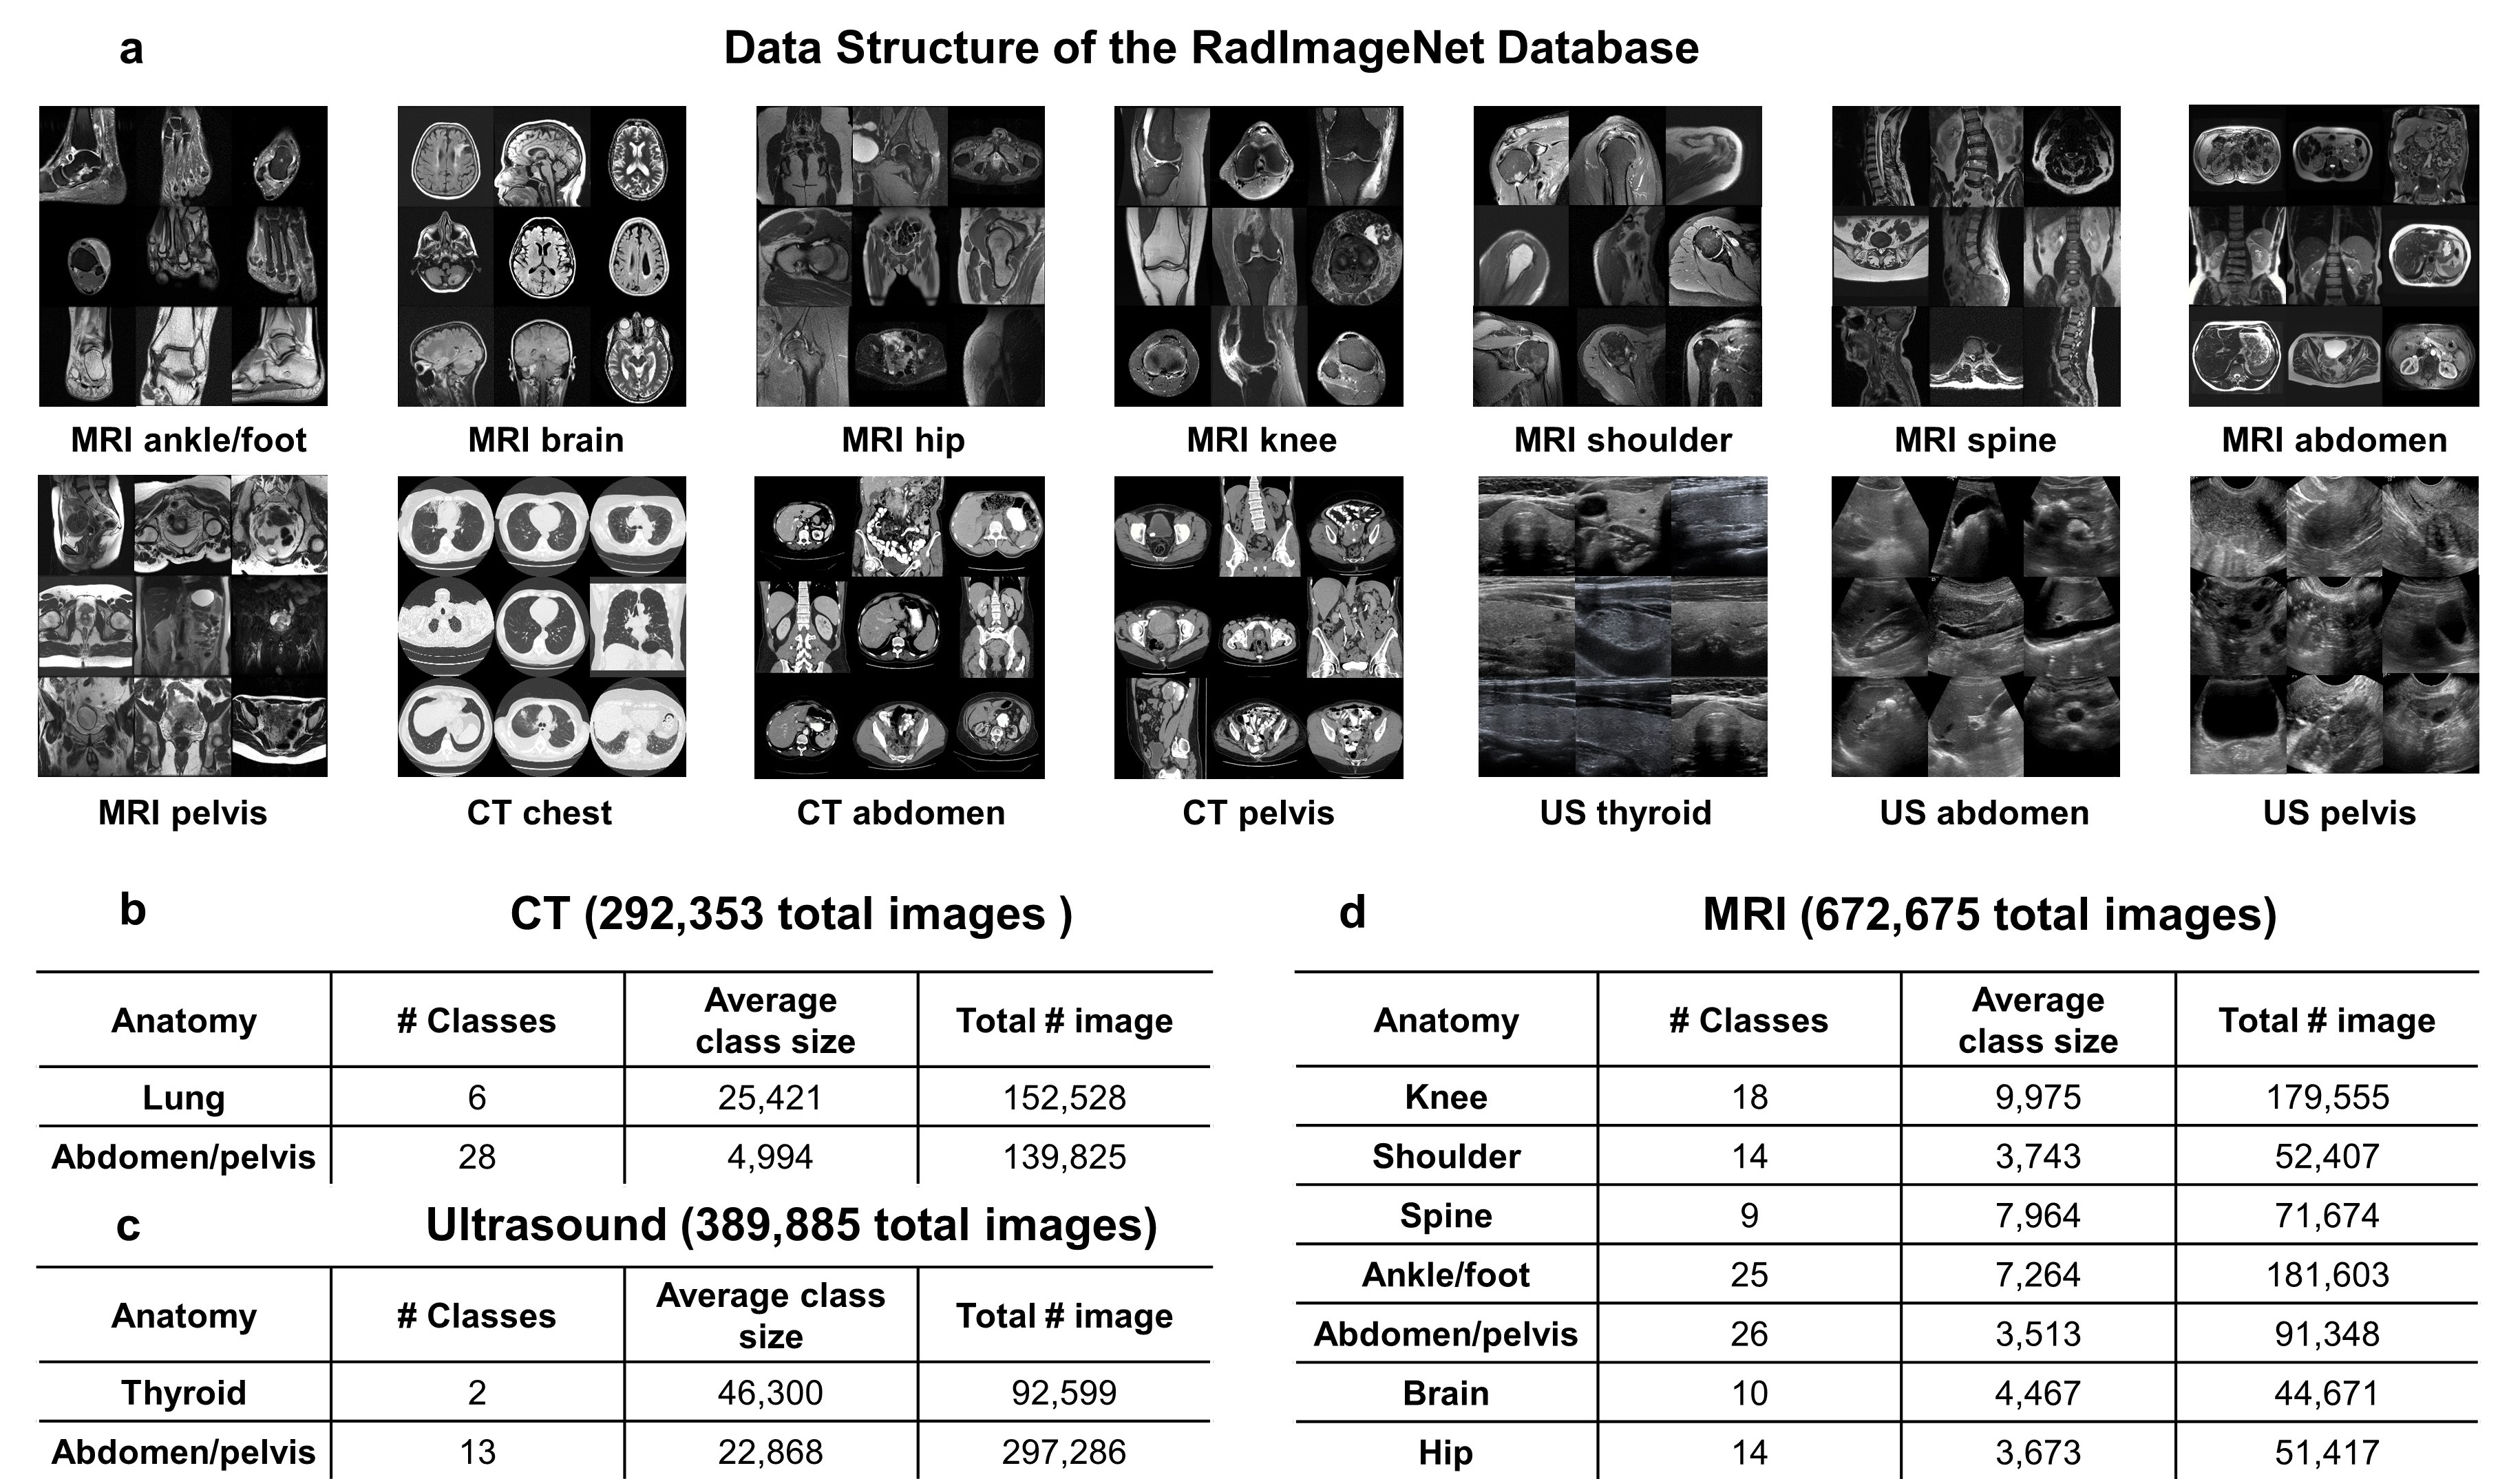 a
Data Structure of the RadImageNet Database
MRI ankle/foot
MRI brain
MRI hip
MRI knee
MRI shoulder
MRI spine
MRI abdomen
MRI pelvis
CT chest
CT abdomen
CT pelvis
US thyroid
US abdomen
US pelvis
b
CT (292,353 total images )
Anatomy # Classes Average class size Total # image
Lung 6 25,421 152,528
Abdomen/pelvis 28 4,994 139,825
c
Ultrasound (389,885 total images)
Anatomy # Classes Average class size Total # image
Thyroid 2 46,300 92,599
Abdomen/pelvis 13 22,868 297,286
d
MRI (672,675 total images)
Anatomy # Classes Average class size Total # image
Knee 18 9,975 179,555
Shoulder 14 3,743 52,407
Spine 9 7,964 71,674
Ankle/foot 25 7,264 181,603
Abdomen/pelvis 26 3,513 91,348
Brain 10 4,467 44,671
Hip 14 3,673 51,417